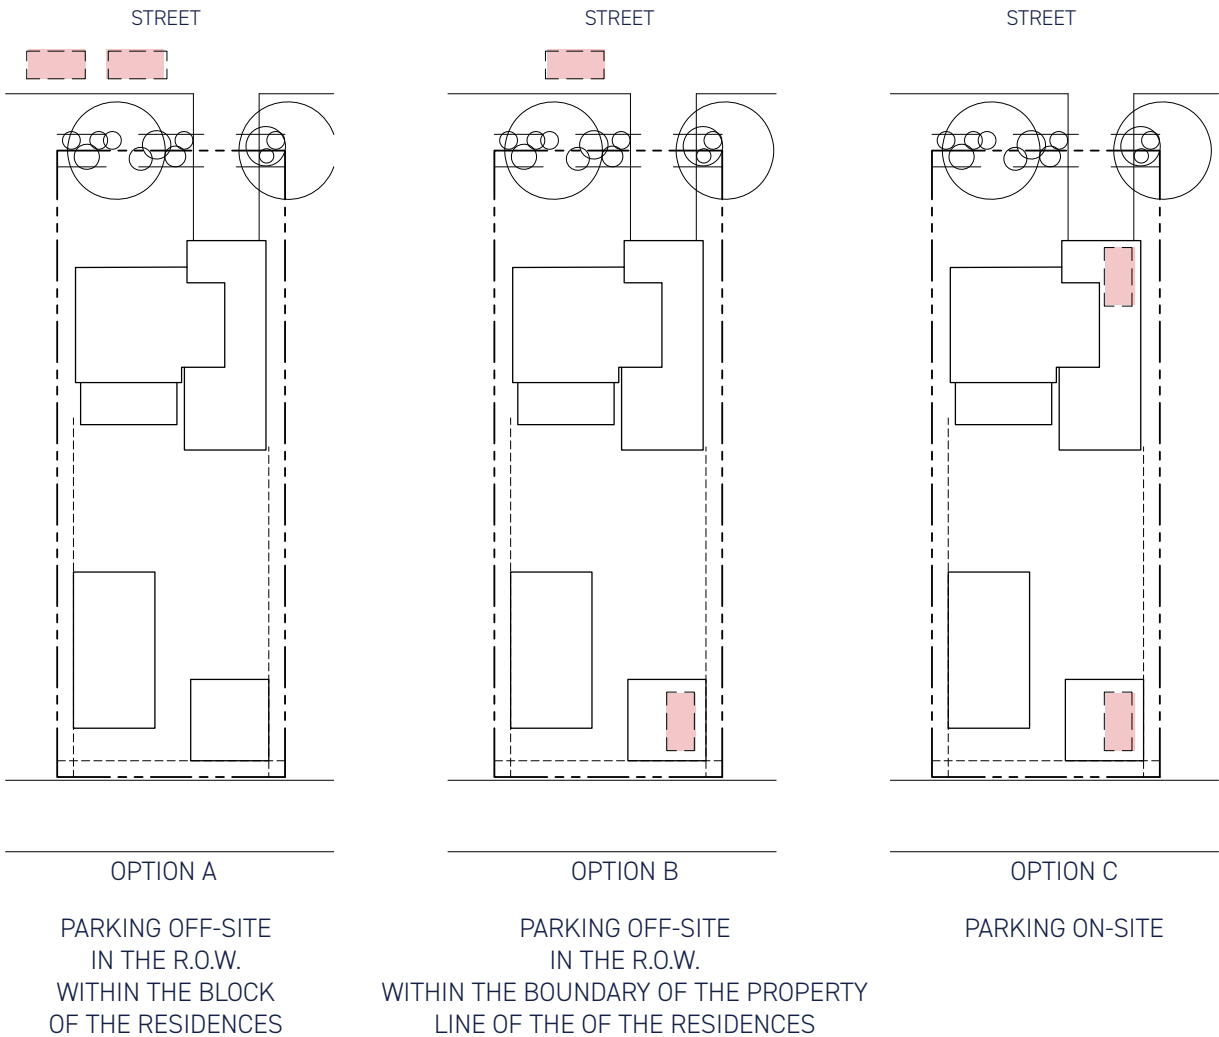 STREET
STREET
STREET
OPTION A
PARKING OFF-SITE
IN THE R.O.W.
WITHIN THE BLOCK
OF THE RESIDENCES
OPTION B
PARKING OFF-SITE
IN THE R.O.W.
WITHIN THE BOUNDARY OF THE PROPERTY
LINE OF THE OF THE RESIDENCES
OPTION C
PARKING ON-SITE